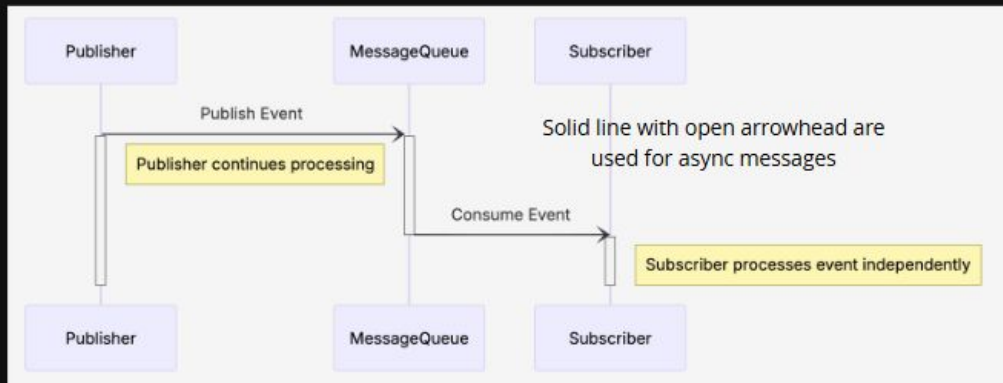 Publisher
MessageQueue
Subscriber
Publish Event
Solid line with open arrowhead are
used for async messages
Publisher continues processing
Consume Event
Subscriber processes event independently
Publisher
MessageQueue
Subscriber